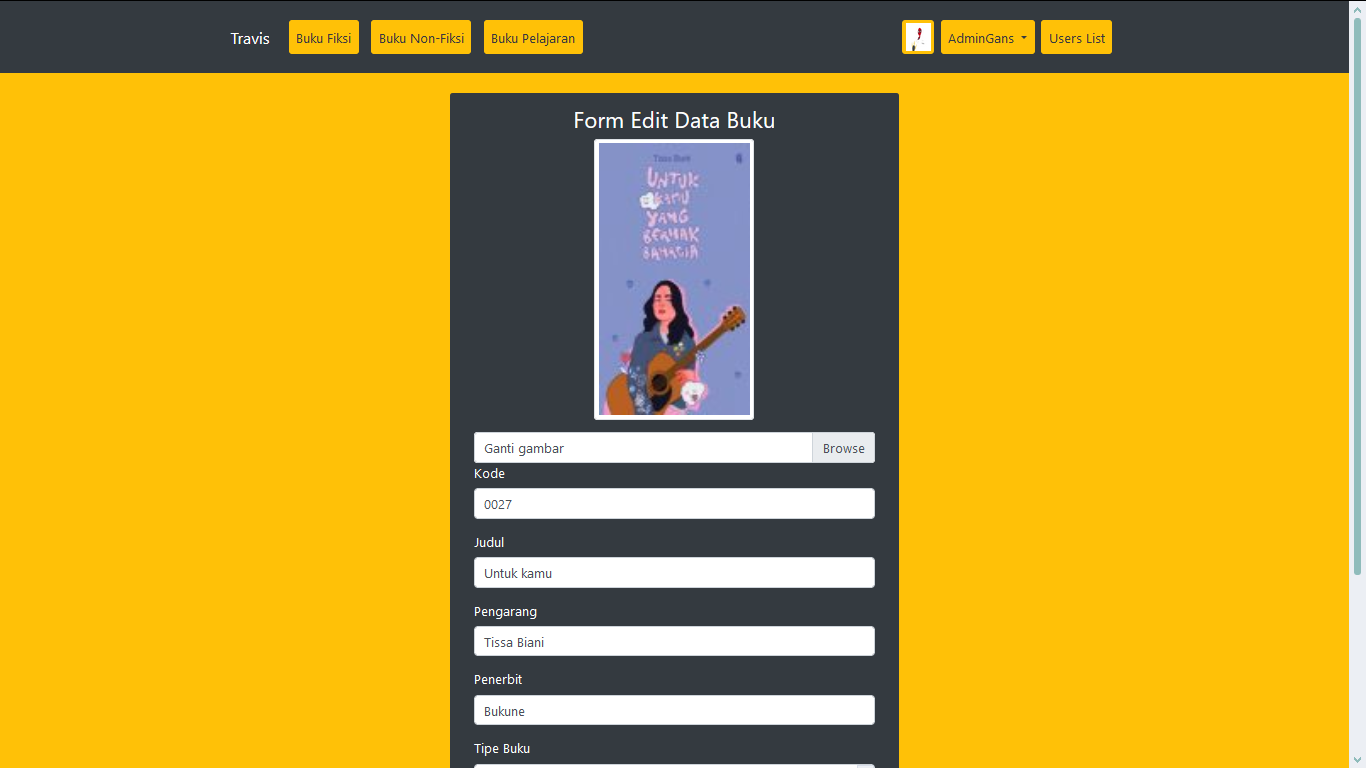 Travis Buku Fiksi Buku Non-Fiksi Buku Pelajaran AdminGans Users List
Form Edit Data Buku
Tissa Biani
UNTUK
KAMU
YANG
BERHAK
BAHAGIA
Ganti gambar Browse
Kode
0027
Judul
Untuk kamu
Pengarang
Tissa Biani
Penerbit
Bukune
Tipe Buku